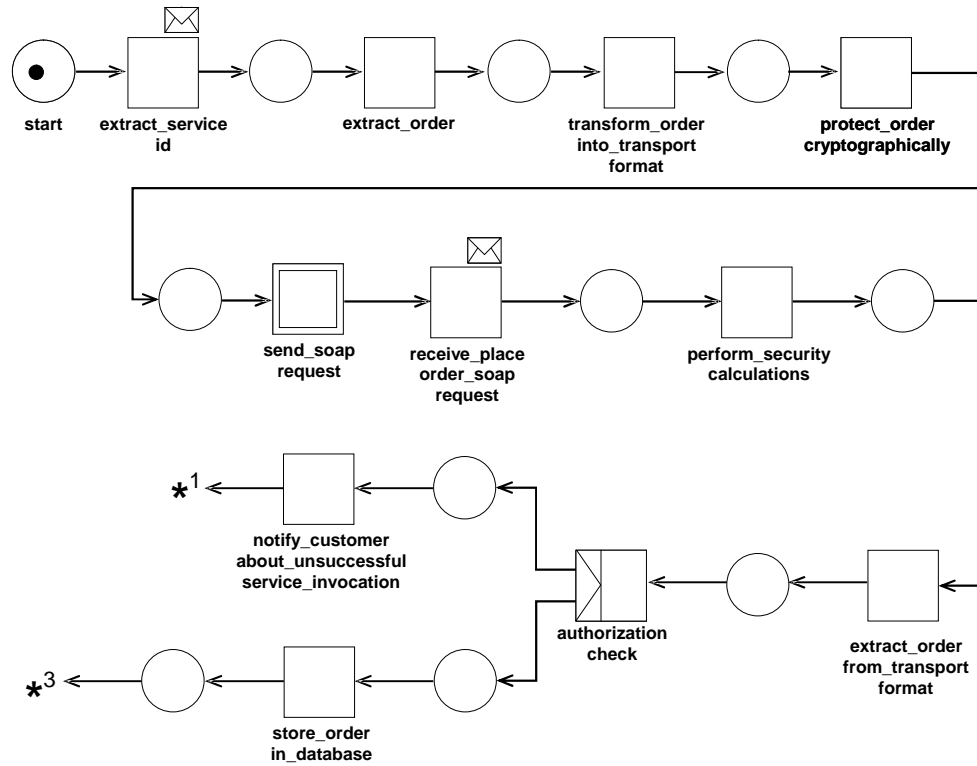 start
extract_service
id
extract_order
transform_order
into_transport
format
protect_order
cryptographically
send_soap
request
receive_place
order_soap
request
perform_security
calculations
*1
notify_customer
about_unsuccessful
service_invocation
authorization
check
extract_order
from_transport
format
*3
store_order
in_database